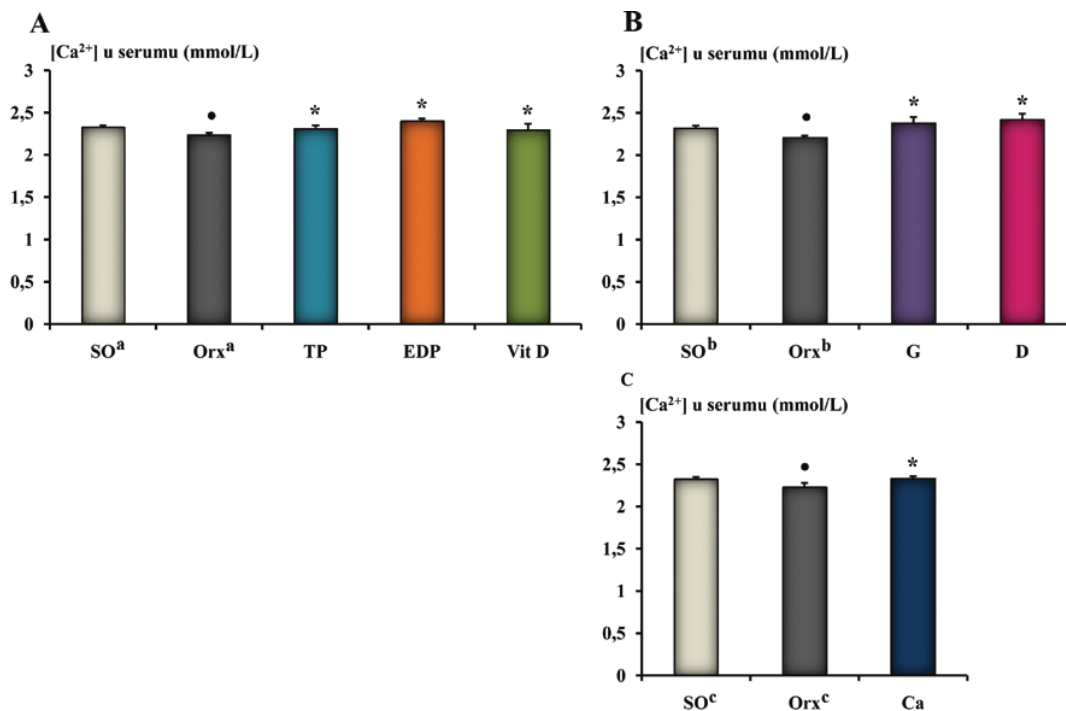 A
[Ca²⁺] u serumu (mmol/L)
3
2,5
2
1,5
1
0,5
0
• * * *
SOᵃ Orxᵃ TP EDP Vit D
B
[Ca²⁺] u serumu (mmol/L)
3
2,5
2
1,5
1
0,5
0
• * *
SOᵇ Orxᵇ G D
C
[Ca²⁺] u serumu (mmol/L)
3
2,5
2
1,5
1
0,5
0
• *
SOᶜ Orxᶜ Ca